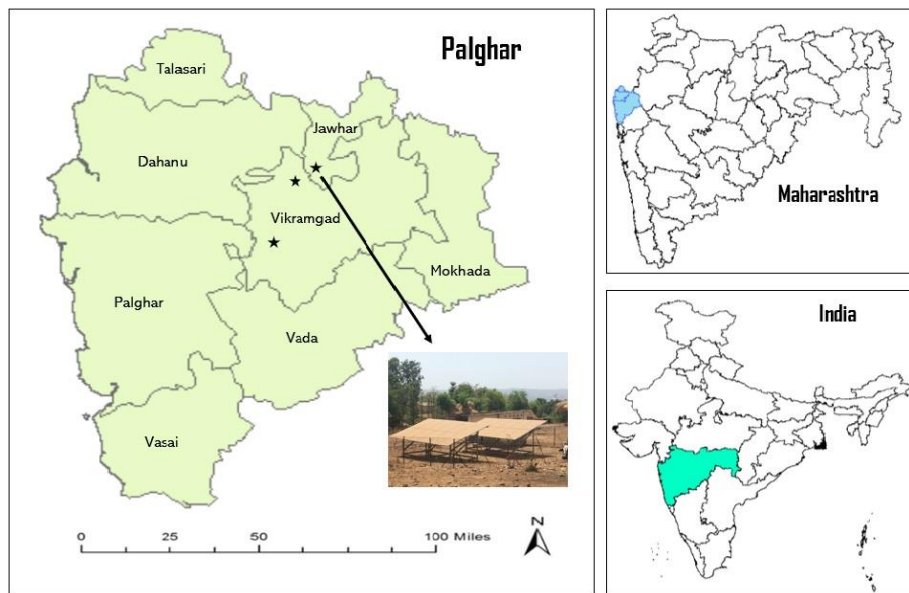 Palghar
Talasari
Jawhar
Dahanu
Vikramgad
Mokhada
Palghar
Vada
Vasai
N
0 25 50 100 Miles
Maharashtra
India